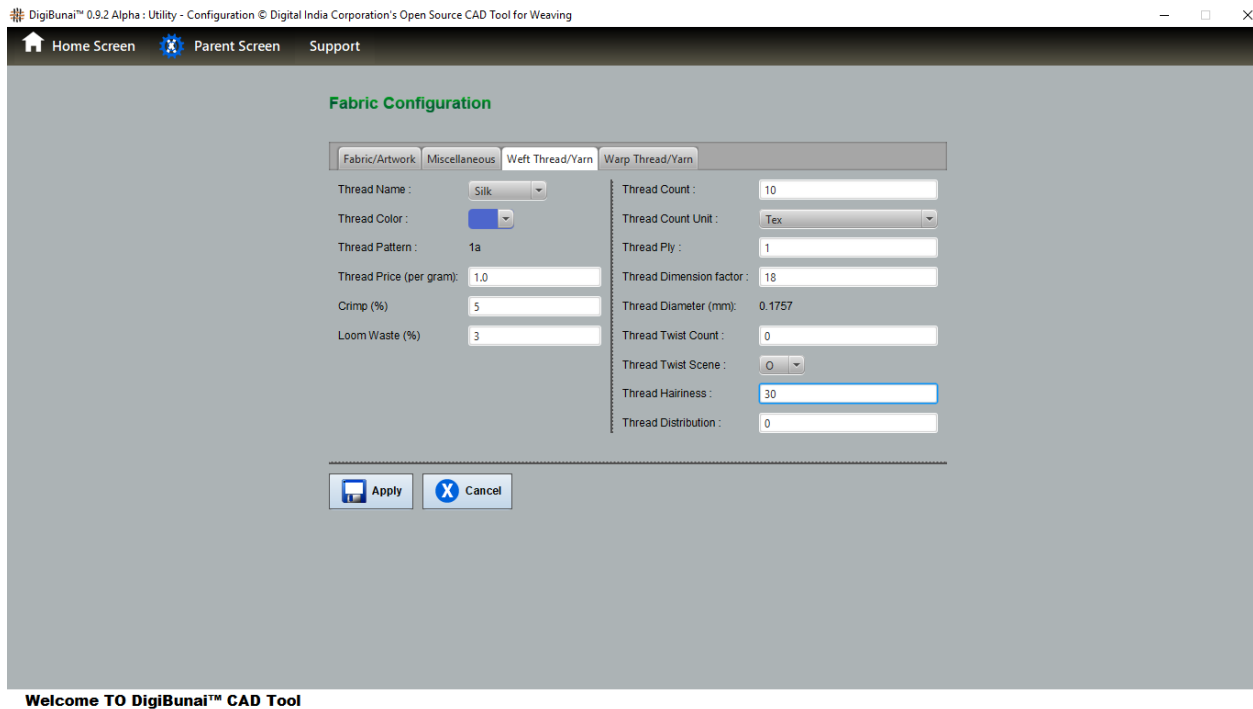 DigiBunai™ 0.9.2 Alpha : Utility - Configuration © Digital India Corporation's Open Source CAD Tool for Weaving
Home Screen Parent Screen Support
Fabric Configuration
Fabric/Artwork Miscellaneous Weft Thread/Yarn Warp Thread/Yarn
Thread Name : Silk Thread Count : 10
Thread Color : Thread Count Unit : Tex
Thread Pattern : 1a Thread Ply : 1
Thread Price (per gram): 1.0 Thread Dimension factor : 18
Crimp (%) 5 Thread Diameter (mm): 0.1757
Loom Waste (%) 3 Thread Twist Count : 0
Thread Twist Scene : O
Thread Hairiness : 30
Thread Distribution : 0
Apply Cancel
Welcome TO DigiBunai™ CAD Tool